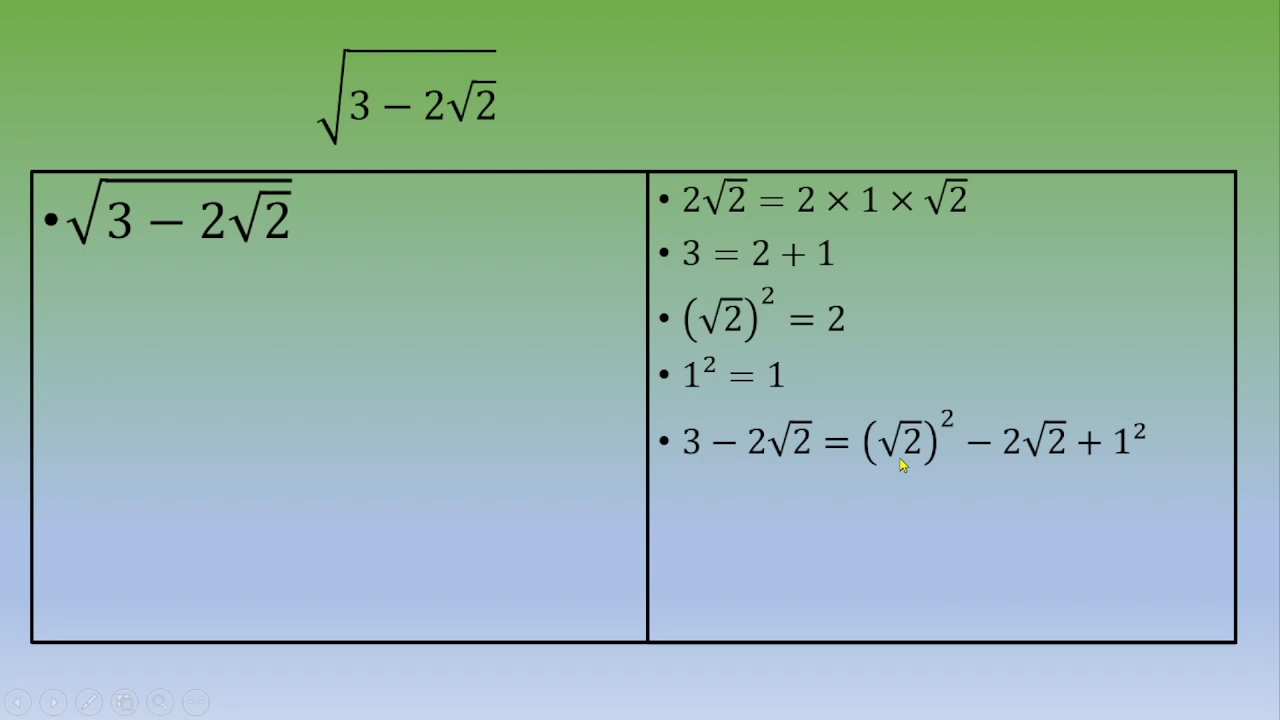 √(3 − 2√2)
• √(3 − 2√2)
• 2√2 = 2 × 1 × √2
• 3 = 2 + 1
• (√2)² = 2
• 1² = 1
• 3 − 2√2 = (√2)² − 2√2 + 1²